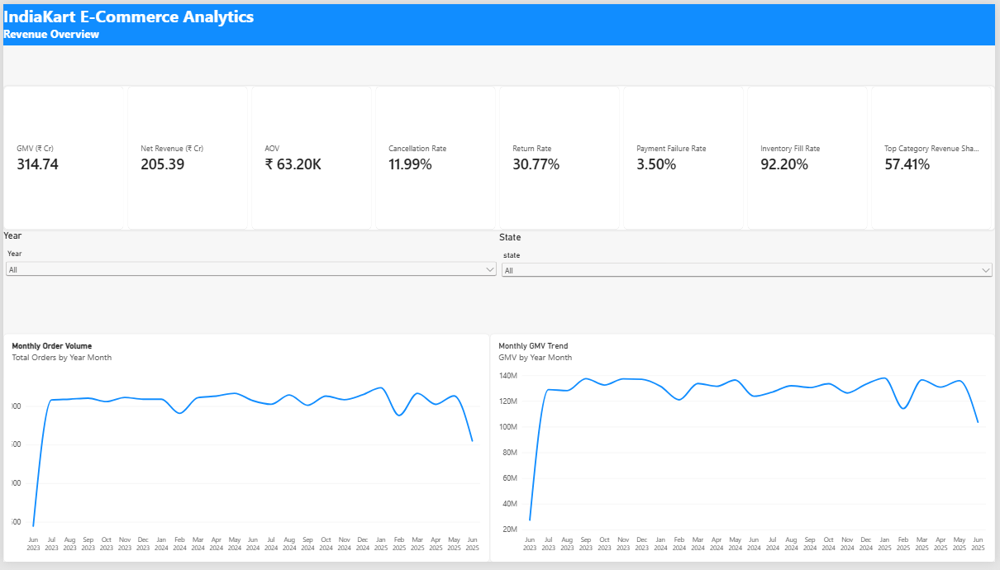 IndiaKart E-Commerce Analytics
Revenue Overview
GMV (₹ Cr)
314.74
Net Revenue (₹ Cr)
205.39
AOV
₹ 63.20K
Cancellation Rate
11.99%
Return Rate
30.77%
Payment Failure Rate
3.50%
Inventory Fill Rate
92.20%
Top Category Revenue Sha...
57.41%
Year
Year
All
State
state
All
Monthly Order Volume
Total Orders by Year Month
Jun Jul Aug Sep Oct Nov Dec Jan Feb Mar Apr May Jun Jul Aug Sep Oct Nov Dec Jan Feb Mar Apr May Jun
2023 2023 2023 2023 2023 2023 2023 2024 2024 2024 2024 2024 2024 2024 2024 2024 2024 2024 2024 2025 2025 2025 2025 2025 2025
Monthly GMV Trend
GMV by Year Month
140M
120M
100M
80M
60M
40M
20M
Jun Jul Aug Sep Oct Nov Dec Jan Feb Mar Apr May Jun Jul Aug Sep Oct Nov Dec Jan Feb Mar Apr May Jun
2023 2023 2023 2023 2023 2023 2023 2024 2024 2024 2024 2024 2024 2024 2024 2024 2024 2024 2024 2025 2025 2025 2025 2025 2025